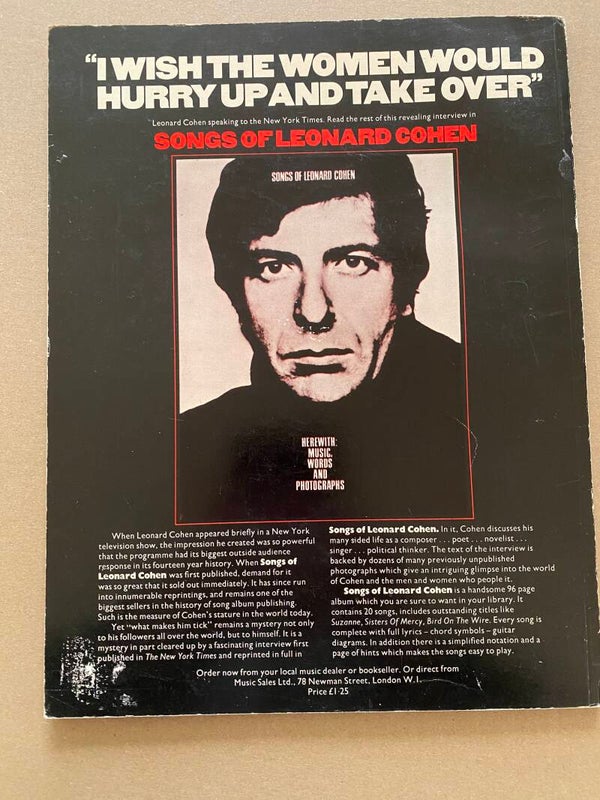 “I WISH THE WOMEN WOULD
HURRY UP AND TAKE OVER”
Leonard Cohen speaking to the New York Times. Read the rest of this revealing interview in
SONGS OF LEONARD COHEN
SONGS OF LEONARD COHEN
HEREWITH:
MUSIC,
WORDS
AND
PHOTOGRAPHS
When Leonard Cohen appeared briefly in a New York
television show, the impression he created was so powerful
that the programme had its biggest outside audience
response in its fourteen year history. When Songs of
Leonard Cohen was first published, demand for it
was so great that it sold out immediately. It has since run
into innumerable reprintings, and remains one of the
biggest sellers in the history of song album publishing.
Such is the measure of Cohen's stature in the world today.
Yet “what makes him tick” remains a mystery not only
to his followers all over the world, but to himself. It is a
mystery in part cleared up by a fascinating interview first
published in The New York Times and reprinted in full in
Songs of Leonard Cohen. In it, Cohen discusses his
many sided life as a composer . . . poet . . . novelist . . .
singer . . . political thinker. The text of the interview is
backed by dozens of many previously unpublished
photographs which give an intriguing glimpse into the world
of Cohen and the men and women who people it.
Songs of Leonard Cohen is a handsome 96 page
album which you are sure to want in your library. It
contains 20 songs, includes outstanding titles like
Suzanne, Sisters Of Mercy, Bird On The Wire. Every song is
complete with full lyrics – chord symbols – guitar
diagrams. In addition there is a simplified notation and a
page of hints which makes the songs easy to play.
Order now from your local music dealer or bookseller. Or direct from
Music Sales Ltd., 78 Newman Street, London W.1.
Price £1·25